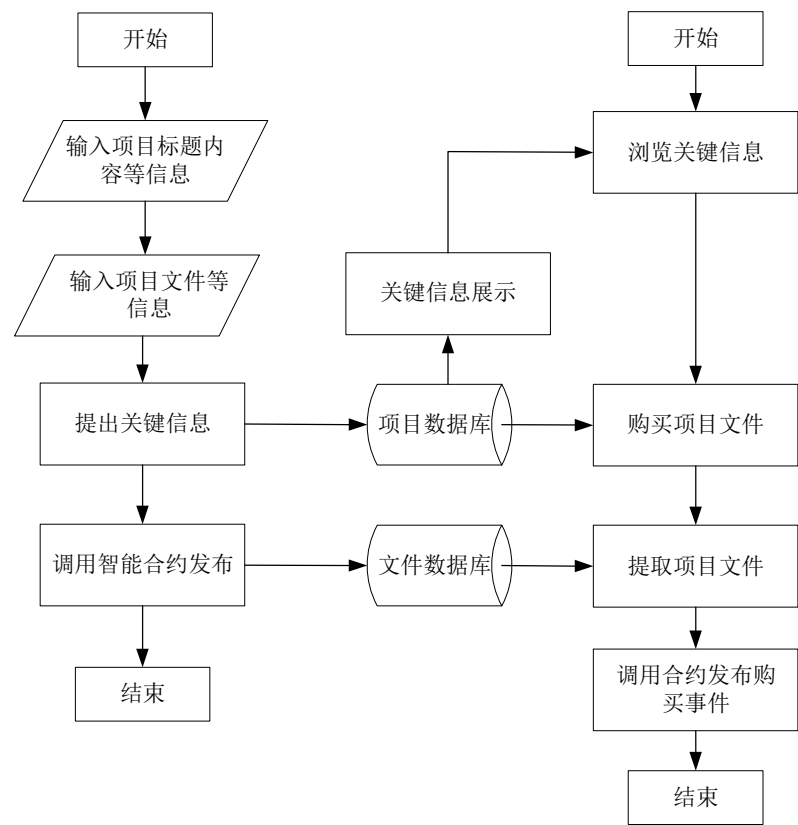 开始
输入项目标题内
容等信息
输入项目文件等
信息
提出关键信息
调用智能合约发布
结束
关键信息展示
项目数据库
文件数据库
开始
浏览关键信息
购买项目文件
提取项目文件
调用合约发布购
买事件
结束